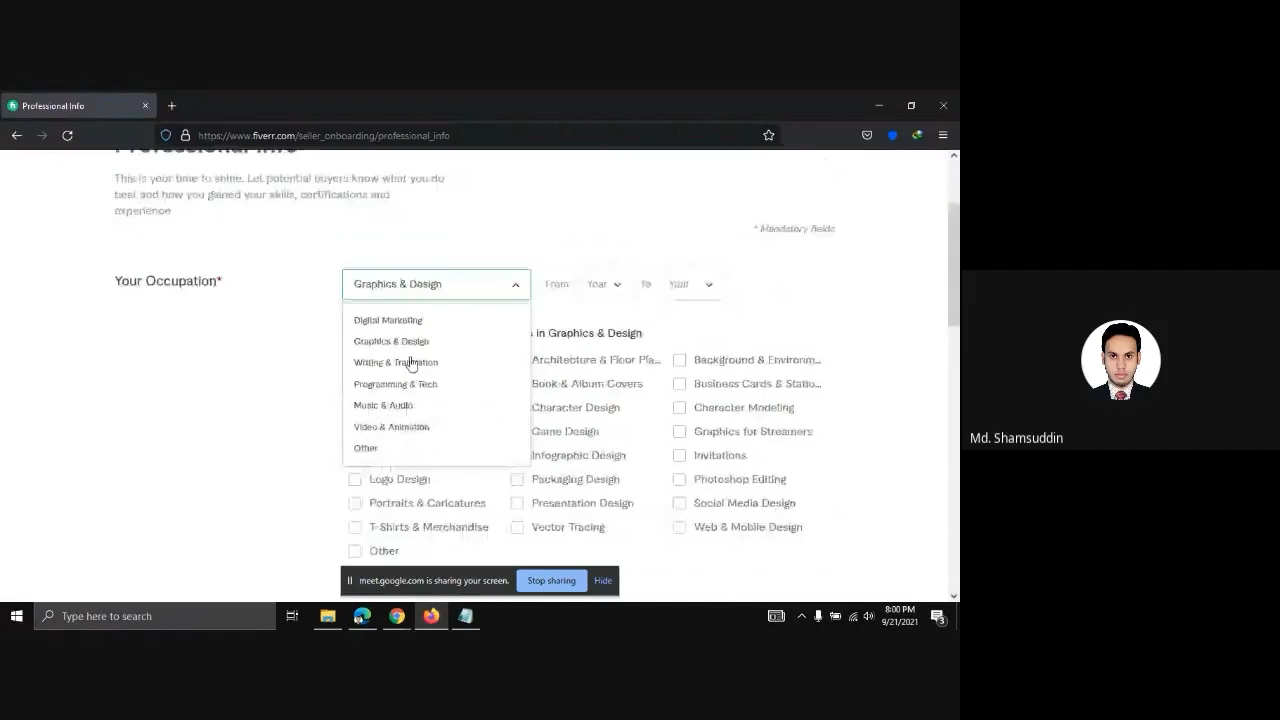 Professional Info
https://www.fiverr.com/seller_onboarding/professional_info
Professional Info
This is your time to shine. Let potential buyers know what you do
best and how you gained your skills, certifications and
experience
* Mandatory fields
Your Occupation*
Graphics & Design
From Year To Year
Digital Marketing
Graphics & Design
Writing & Translation
Programming & Tech
Music & Audio
Video & Animation
Other
s in Graphics & Design
Architecture & Floor Pla... Background & Environm...
Book & Album Covers Business Cards & Statio...
Character Design Character Modeling
Game Design Graphics for Streamers
Infographic Design Invitations
Logo Design Packaging Design Photoshop Editing
Portraits & Caricatures Presentation Design Social Media Design
T-Shirts & Merchandise Vector Tracing Web & Mobile Design
Other
meet.google.com is sharing your screen. Stop sharing Hide
Type here to search
8:00 PM
9/21/2021
3
Md. Shamsuddin